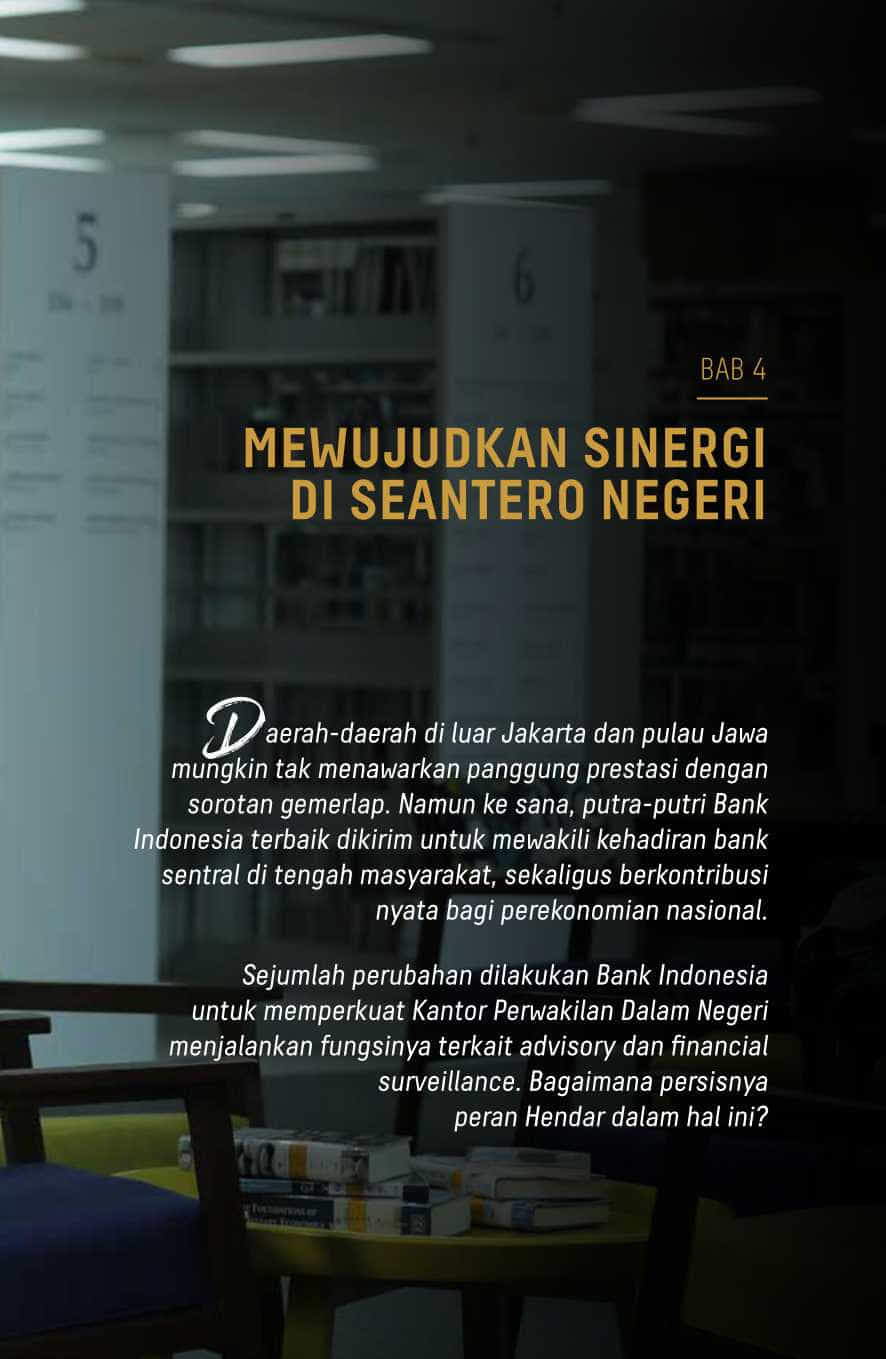 5
6
BAB 4
MEWUJUDKAN SINERGI
DI SEANTERO NEGERI
Daerah-daerah di luar Jakarta dan pulau Jawa
mungkin tak menawarkan panggung prestasi dengan
sorotan gemerlap. Namun ke sana, putra-putri Bank
Indonesia terbaik dikirim untuk mewakili kehadiran bank
sentral di tengah masyarakat, sekaligus berkontribusi
nyata bagi perekonomian nasional.
Sejumlah perubahan dilakukan Bank Indonesia
untuk memperkuat Kantor Perwakilan Dalam Negeri
menjalankan fungsinya terkait advisory dan financial
surveillance. Bagaimana persisnya
peran Hendar dalam hal ini?
FOUNDATIONS OF